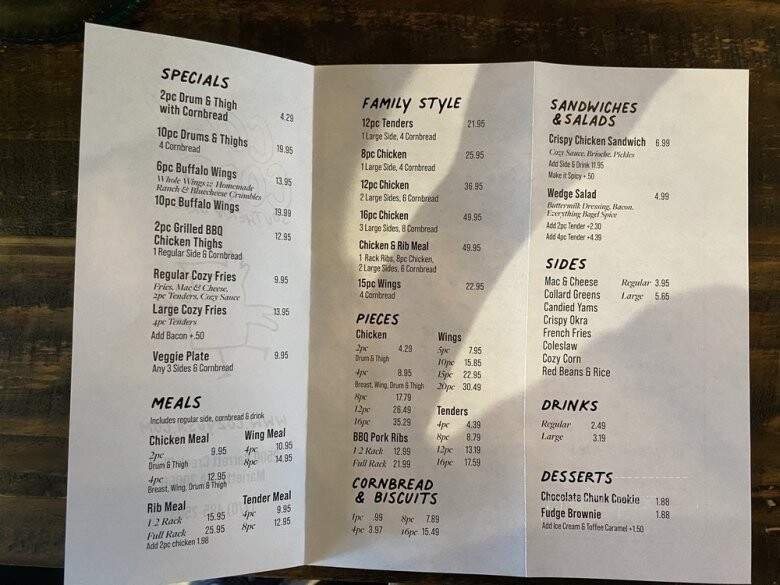 SPECIALS
2pc Drum & Thigh
with Cornbread 4.29
10pc Drums & Thighs
4 Cornbread 19.95
6pc Buffalo Wings 13.95
Whole Wings :: Homemade
Ranch & Bluecheese Crumbles
10pc Buffalo Wings 19.99
2pc Grilled BBQ 12.95
Chicken Thighs
1 Regular Side & Cornbread
Regular Cozy Fries 9.95
Fries, Mac & Cheese,
2pc Tenders, Cozy Sauce
Large Cozy Fries 13.95
4pc Tenders
Add Bacon +.50
Veggie Plate 9.95
Any 3 Sides & Cornbread
MEALS
Includes regular side, cornbread & drink
Chicken Meal
2pc 9.95
Drum & Thigh
4pc 12.95
Breast, Wing, Drum & Thigh
Rib Meal
1/2 Rack 15.95
Full Rack 25.95
Add 2pc chicken 1.98
Wing Meal
4pc 10.95
8pc 14.95
Tender Meal
4pc 9.95
8pc 12.95
FAMILY STYLE
12pc Tenders 21.95
1 Large Side, 4 Cornbread
8pc Chicken 25.95
1 Large Side, 4 Cornbread
12pc Chicken 36.95
2 Large Sides, 6 Cornbread
16pc Chicken 49.95
3 Large Sides, 8 Cornbread
Chicken & Rib Meal 49.95
1 Rack Ribs, 8pc Chicken,
2 Large Sides, 6 Cornbread
15pc Wings 22.95
4 Cornbread
PIECES
Chicken
2pc 4.29
Drum & Thigh
4pc 8.95
Breast, Wing, Drum & Thigh
8pc 17.79
12pc 26.49
16pc 35.29
BBQ Pork Ribs
1/2 Rack 12.99
Full Rack 21.99
Wings
5pc 7.95
10pc 15.85
15pc 22.95
20pc 30.49
Tenders
4pc 4.39
8pc 8.79
12pc 13.19
16pc 17.59
CORNBREAD
& BISCUITS
1pc .99 8pc 7.89
4pc 3.97 16pc 15.49
SANDWICHES
& SALADS
Crispy Chicken Sandwich 6.99
Cozy Sauce, Brioche, Pickles
Add Side & Drink 11.95
Make it Spicy +.50
Wedge Salad 4.99
Buttermilk Dressing, Bacon,
Everything Bagel Spice
Add 2pc Tender +2.30
Add 4pc Tender +4.39
SIDES
Mac & Cheese Regular 3.95
Collard Greens Large 5.65
Candied Yams
Crispy Okra
French Fries
Coleslaw
Cozy Corn
Red Beans & Rice
DRINKS
Regular 2.49
Large 3.19
DESSERTS
Chocolate Chunk Cookie 1.88
Fudge Brownie 1.88
Add Ice Cream & Toffee Caramel +1.50